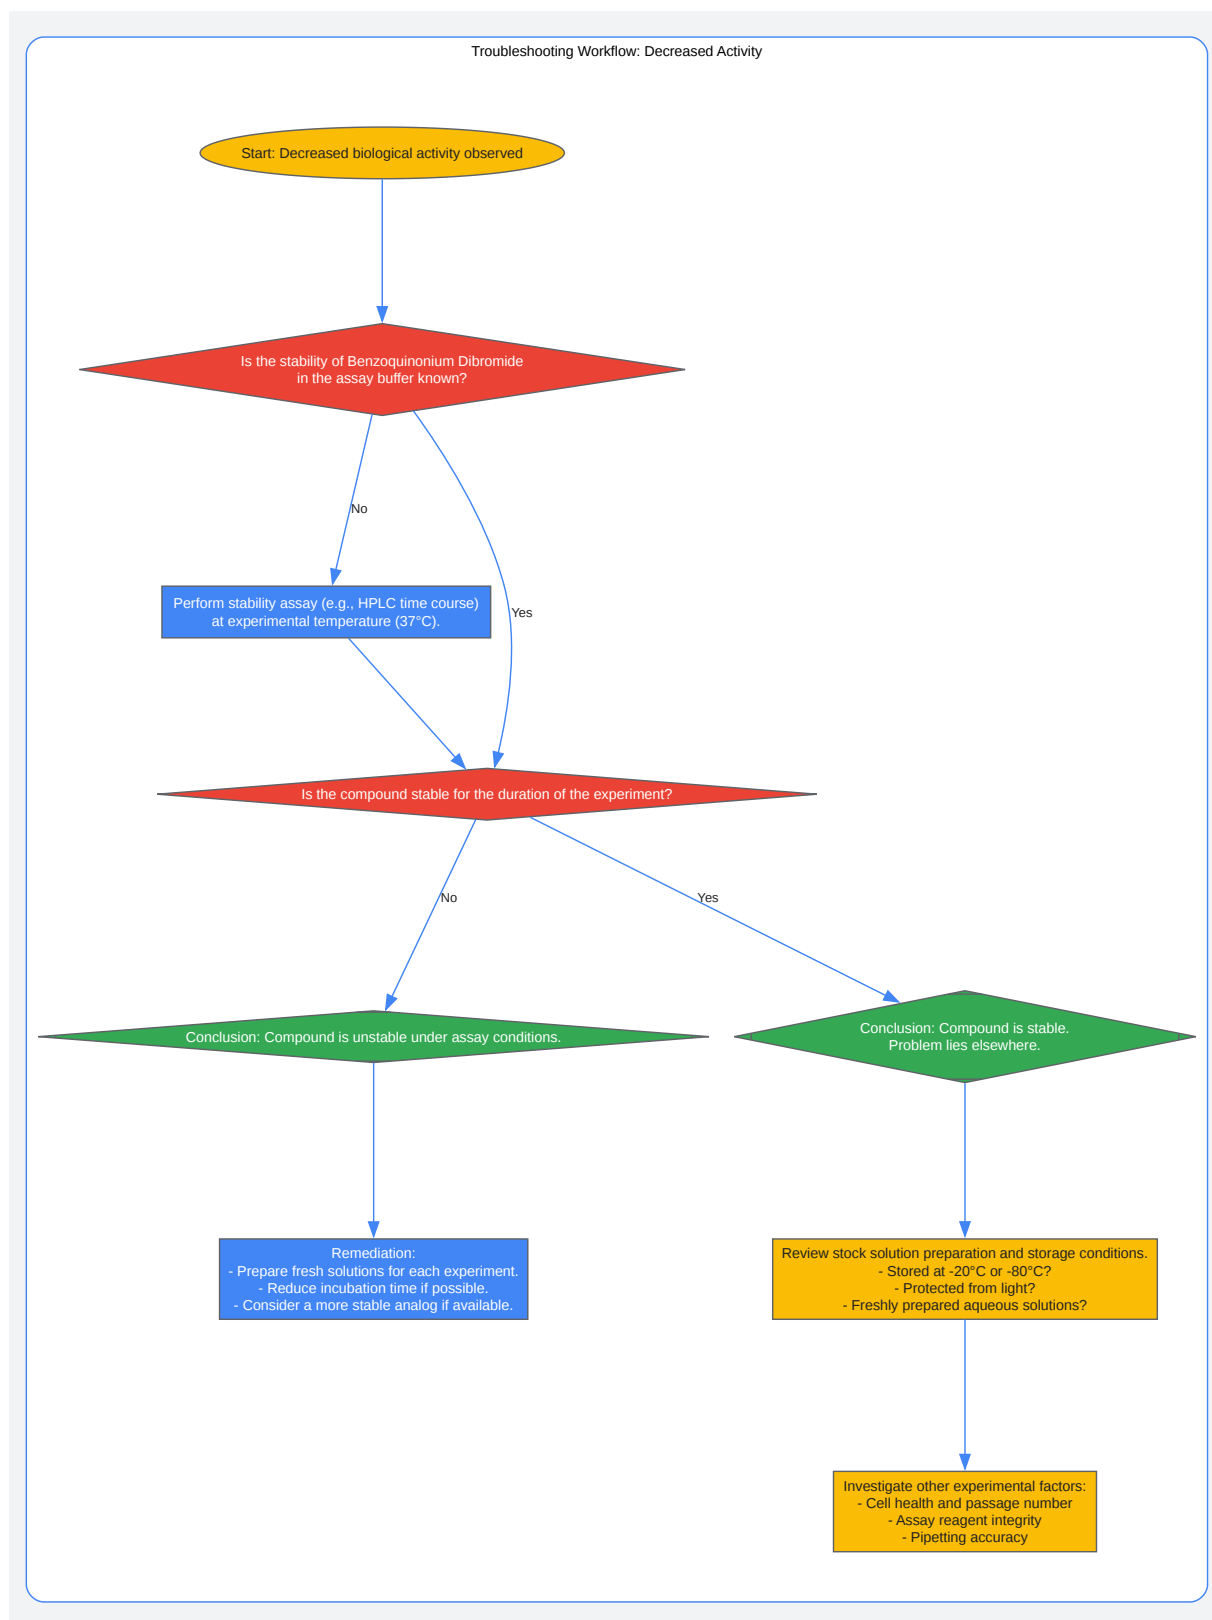 Troubleshooting Workflow: Decreased Activity
Start: Decreased biological activity observed
Is the stability of Benzoquinonium Dibromide
in the assay buffer known?
No
Perform stability assay (e.g., HPLC time course)
at experimental temperature (37°C).
Yes
Is the compound stable for the duration of the experiment?
No
Yes
Conclusion: Compound is unstable under assay conditions.
Conclusion: Compound is stable.
Problem lies elsewhere.
Remediation:
- Prepare fresh solutions for each experiment.
- Reduce incubation time if possible.
- Consider a more stable analog if available.
Review stock solution preparation and storage conditions.
- Stored at -20°C or -80°C?
- Protected from light?
- Freshly prepared aqueous solutions?
Investigate other experimental factors:
- Cell health and passage number
- Assay reagent integrity
- Pipetting accuracy